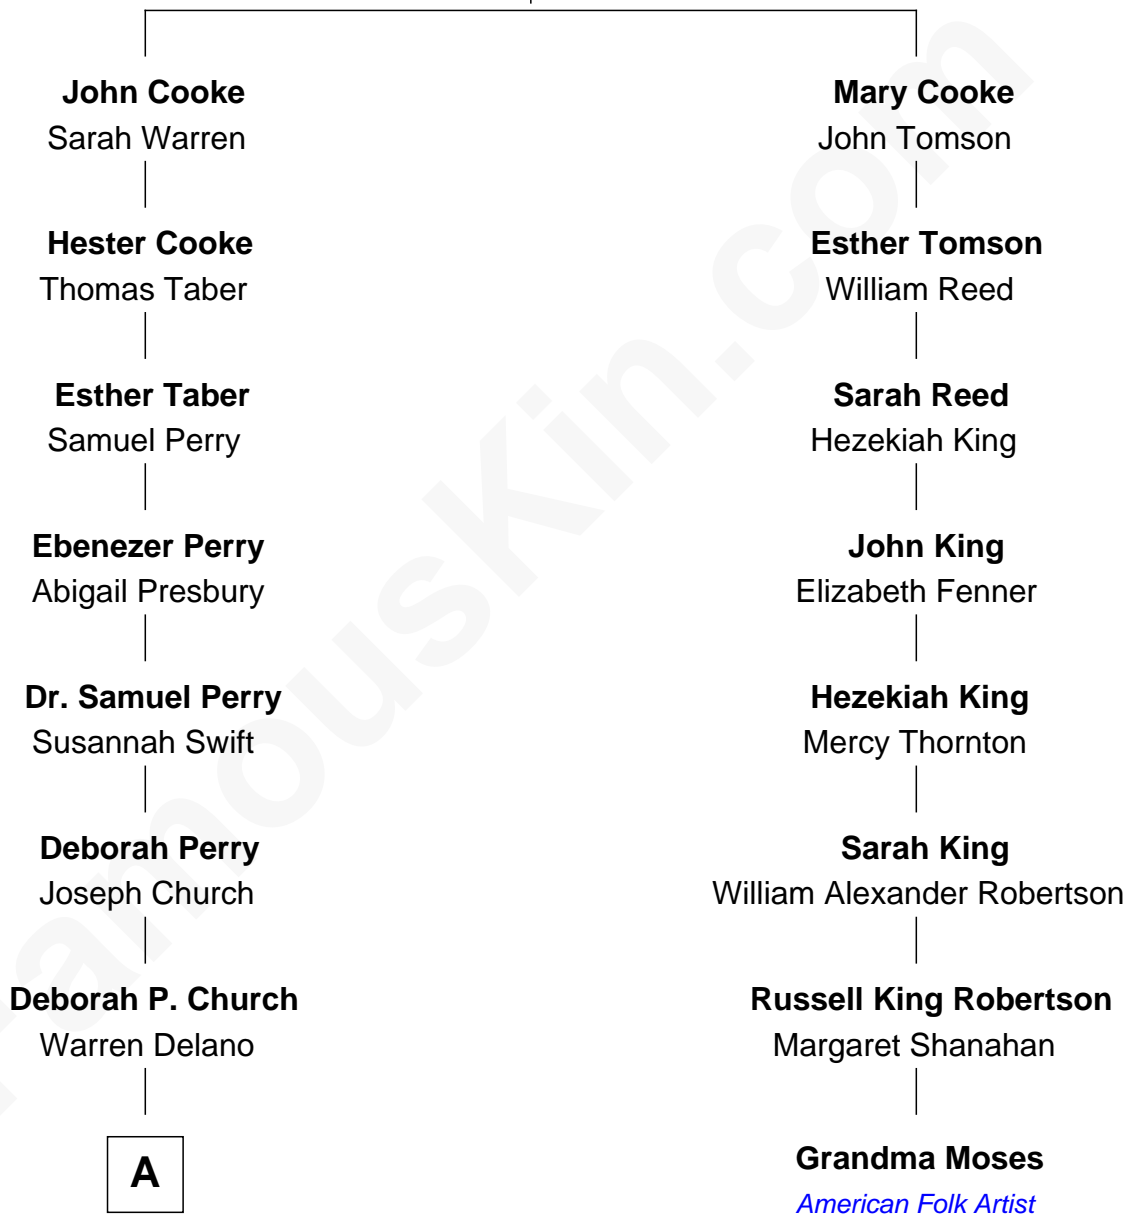 John Cooke
Sarah Warren
Hester Cooke
Thomas Taber
Esther Taber
Samuel Perry
Ebenezer Perry
Abigail Presbury
Dr. Samuel Perry
Susannah Swift
Deborah Perry
Joseph Church
Deborah P. Church
Warren Delano
A
Mary Cooke
John Tomson
Esther Tomson
William Reed
Sarah Reed
Hezekiah King
John King
Elizabeth Fenner
Hezekiah King
Mercy Thornton
Sarah King
William Alexander Robertson
Russell King Robertson
Margaret Shanahan
Grandma Moses
American Folk Artist
FamousKin.com